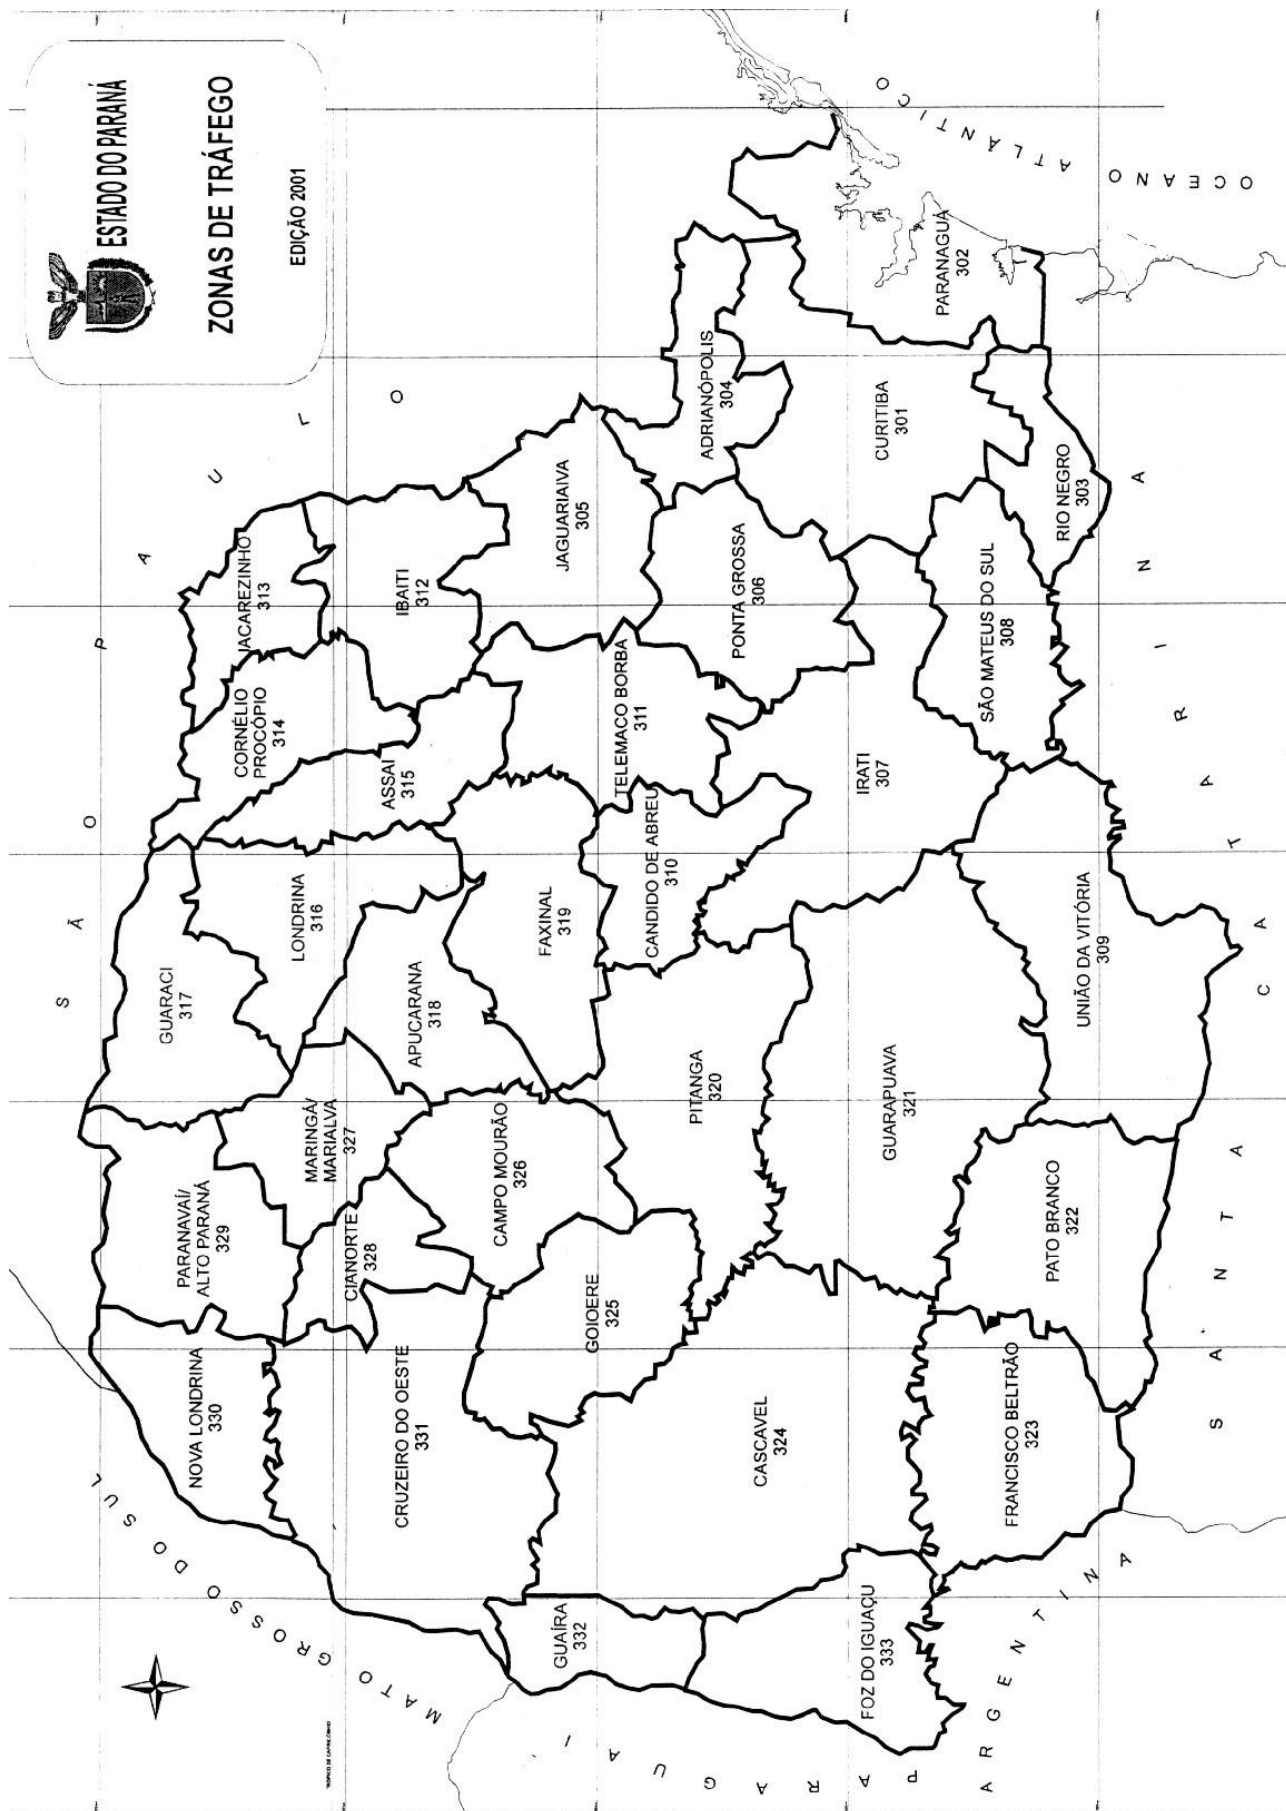 ESTADO DO PARANÁ
ZONAS DE TRÁFEGO
EDIÇÃO 2001
SÃO PAULO
MATO GROSSO DO SUL
PARAGUAI
ARGENTINA
SANTA CATARINA
OCEANO ATLANTICO
NOVA LONDRINA
330
PARANAVAÍ/
ALTO PARANÁ
329
GUARACI
317
LONDRINA
316
CORNÉLIO
PROCÓPIO
314
JACAREZINHO
313
CRUZEIRO DO OESTE
331
CIANORTE
328
MARINGÁ/
MARIALVA
327
APUCARANA
318
ASSAI
315
IBAITI
312
GUAÍRA
332
GOIOERE
325
CAMPO MOURÃO
326
FAXINAL
319
CANDIDO DE ABREU
310
TELEMACO BORBA
311
JAGUARIAIVA
305
ADRIANÓPOLIS
304
CASCAVEL
324
PITANGA
320
PONTA GROSSA
306
FOZ DO IGUAÇU
333
GUARAPUAVA
321
IRATI
307
CURITIBA
301
PARANAGUÁ
302
FRANCISCO BELTRÃO
323
PATO BRANCO
322
UNIÃO DA VITÓRIA
309
SÃO MATEUS DO SUL
308
RIO NEGRO
303